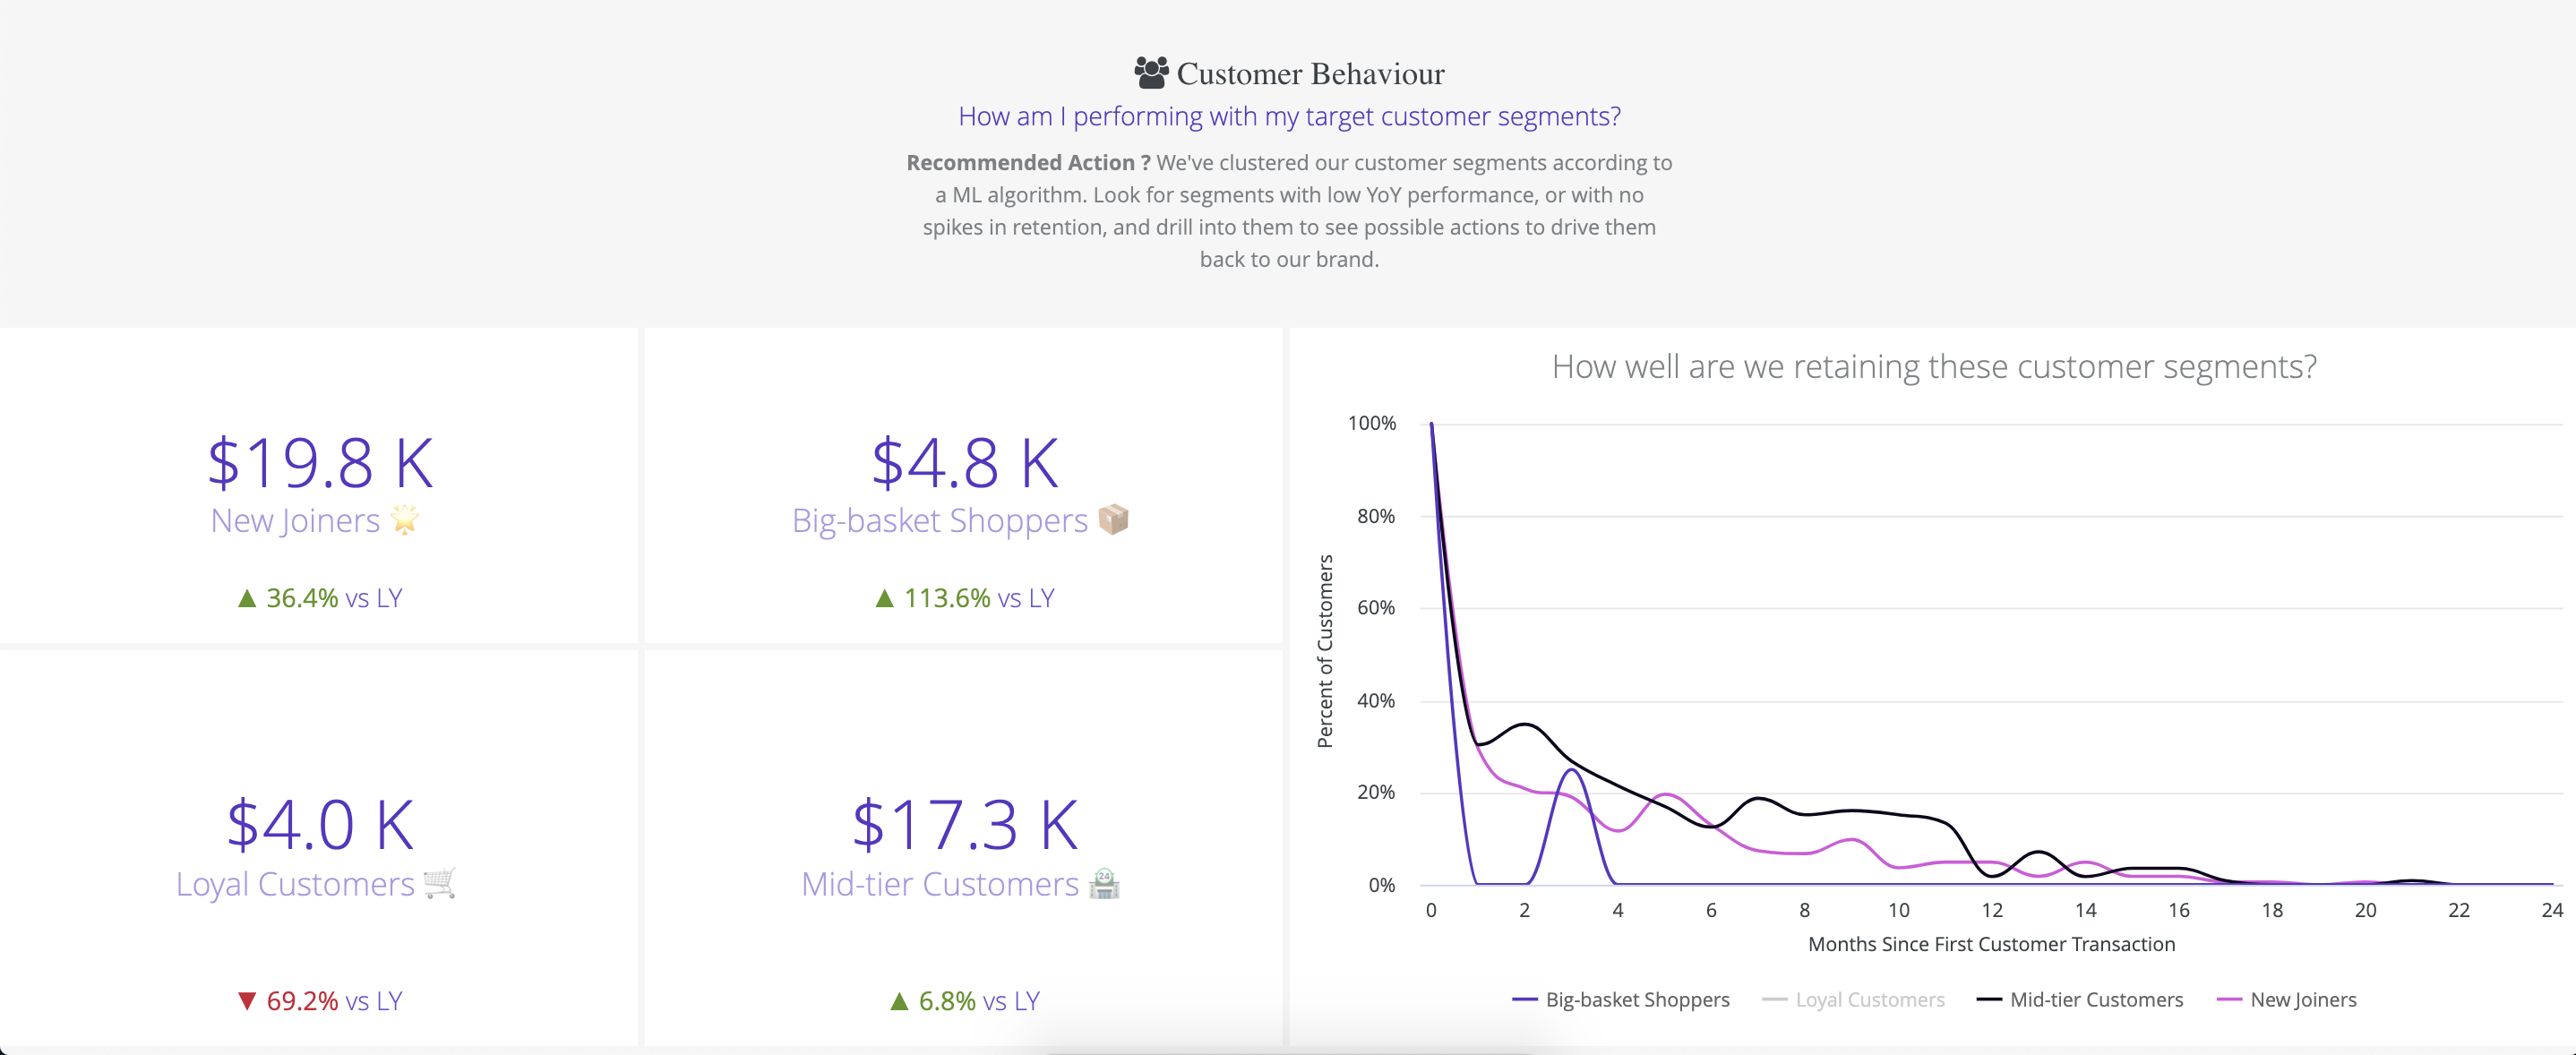 Customer Behaviour
How am I performing with my target customer segments?
Recommended Action ? We've clustered our customer segments according to
a ML algorithm. Look for segments with low YoY performance, or with no
spikes in retention, and drill into them to see possible actions to drive them
back to our brand.
$19.8 K
New Joiners
▲ 36.4% vs LY
$4.8 K
Big-basket Shoppers
▲ 113.6% vs LY
$4.0 K
Loyal Customers
▼ 69.2% vs LY
$17.3 K
Mid-tier Customers
24
▲ 6.8% vs LY
How well are we retaining these customer segments?
Percent of Customers
100%
80%
60%
40%
20%
0%
0 2 4 6 8 10 12 14 16 18 20 22 24
Months Since First Customer Transaction
Big-basket Shoppers Loyal Customers Mid-tier Customers New Joiners